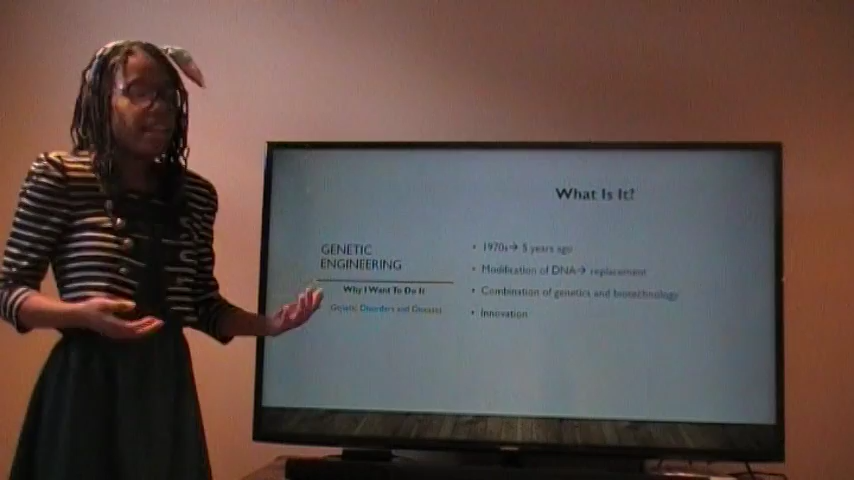 What Is It?
GENETIC
ENGINEERING
Why I Want To Do It
Genetic Disorders and Diseases
• 1970s→ 5 years ago
• Modification of DNA→ replacement
• Combination of genetics and biotechnology
• Innovation